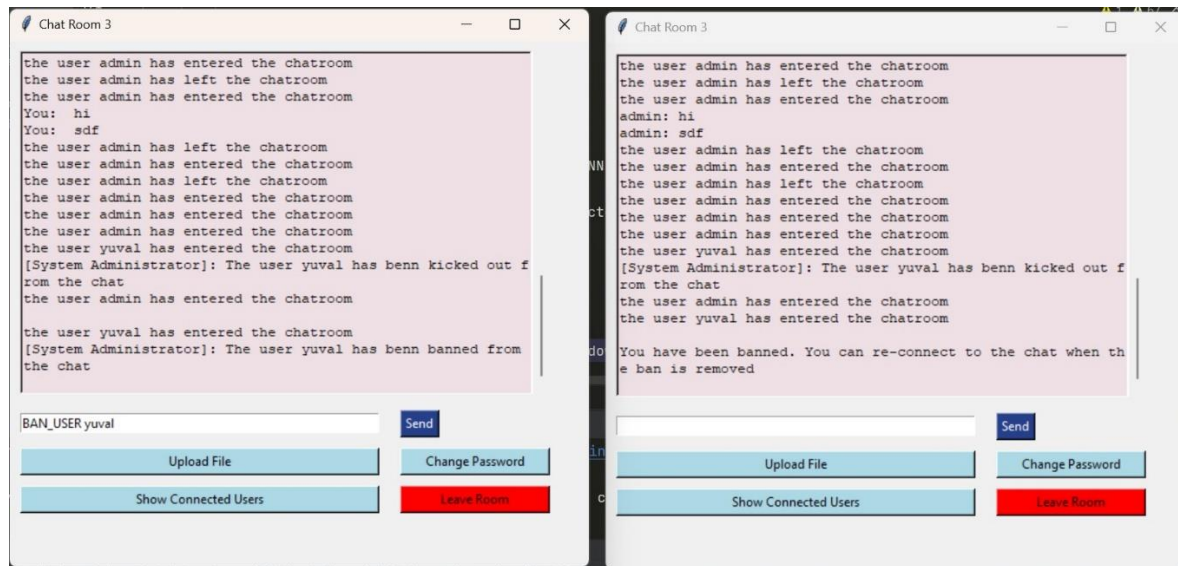 Chat Room 3
the user admin has entered the chatroom
the user admin has left the chatroom
the user admin has entered the chatroom
You:  hi
You:  sdf
the user admin has left the chatroom
the user admin has entered the chatroom
the user admin has left the chatroom
the user admin has entered the chatroom
the user admin has entered the chatroom
the user admin has entered the chatroom
the user yuval has entered the chatroom
[System Administrator]: The user yuval has benn kicked out f
rom the chat
the user admin has entered the chatroom
the user yuval has entered the chatroom
[System Administrator]: The user yuval has benn banned from
the chat
BAN_USER yuval
Send
Upload File
Change Password
Show Connected Users
Leave Room
Chat Room 3
the user admin has entered the chatroom
the user admin has left the chatroom
the user admin has entered the chatroom
admin: hi
admin: sdf
the user admin has left the chatroom
the user admin has entered the chatroom
the user admin has left the chatroom
the user admin has entered the chatroom
the user admin has entered the chatroom
the user admin has entered the chatroom
the user yuval has entered the chatroom
[System Administrator]: The user yuval has benn kicked out f
rom the chat
the user admin has entered the chatroom
the user yuval has entered the chatroom
You have been banned. You can re-connect to the chat when th
e ban is removed
Send
Upload File
Change Password
Show Connected Users
Leave Room